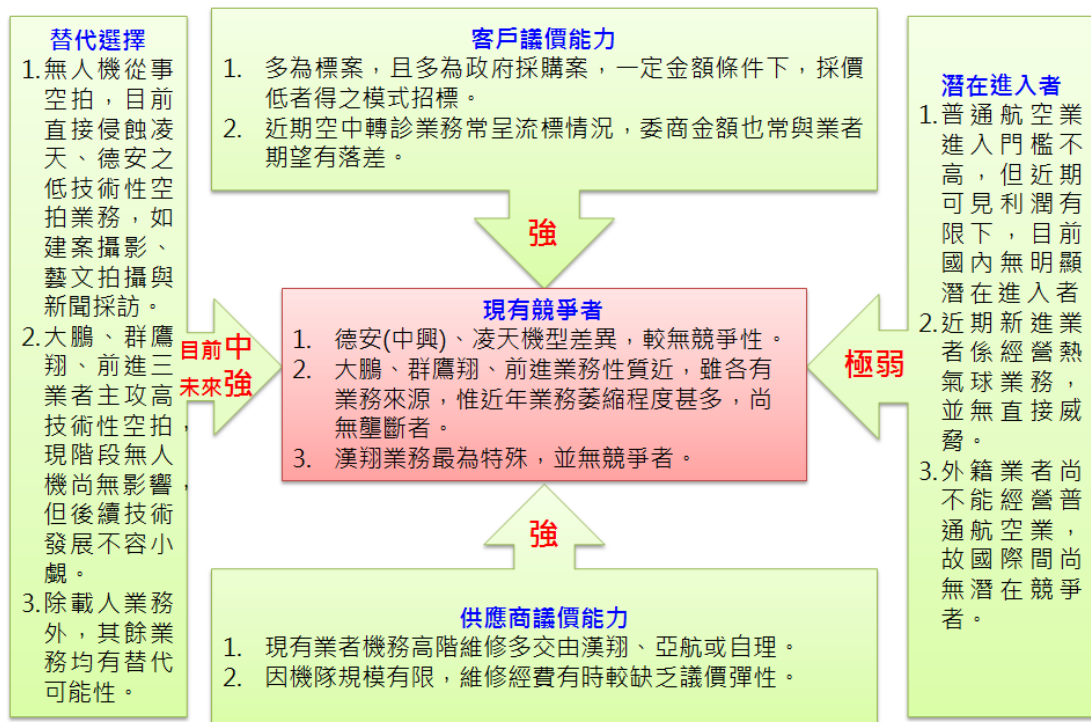 替代選擇
1.無人機從事
空拍，目前
直接侵蝕凌
天、德安之
低技術性空
拍業務，如
建案攝影、
藝文拍攝與
新聞採訪。
2.大鵬、群鷹
翔、前進三
業者主攻高
技術性空拍，
現階段無人
機尚無影響，
但後續技術
發展不容小
覷。
3.除載人業務
外，其餘業
務均有替代
可能性。
目前中
未來強
客戶議價能力
1. 多為標案，且多為政府採購案，一定金額條件下，採價
低者得之模式招標。
2. 近期空中轉診業務常呈流標情況，委商金額也常與業者
期望有落差。
強
現有競爭者
1. 德安(中興)、凌天機型差異，較無競爭性。
2. 大鵬、群鷹翔、前進業務性質近，雖各有
業務來源，惟近年業務萎縮程度甚多，尚
無壟斷者。
3. 漢翔業務最為特殊，並無競爭者。
強
供應商議價能力
1. 現有業者機務高階維修多交由漢翔、亞航或自理。
2. 因機隊規模有限，維修經費有時較缺乏議價彈性。
極弱
潛在進入者
1.普通航空業
進入門檻不
高，但近期
可見利潤有
限下，目前
國內無明顯
潛在進入者
2.近期新進業
者係經營熱
氣球業務，
並無直接威
脅。
3.外籍業者尚
不能經營普
通航空業，
故國際間尚
無潛在競爭
者。